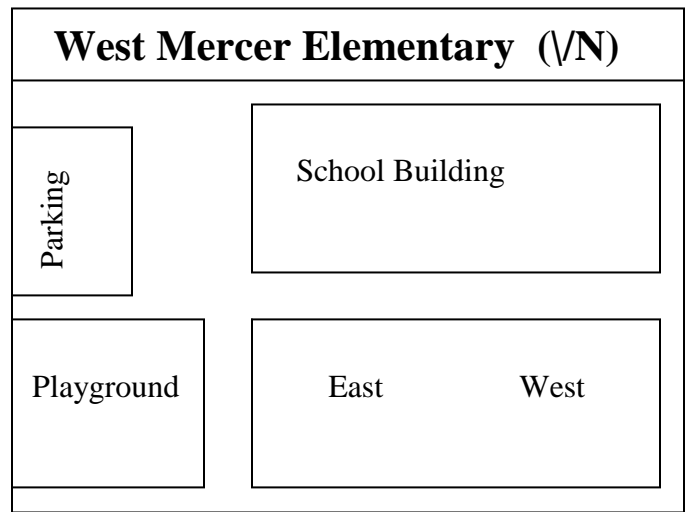 West Mercer Elementary (\/N)
School Building
Parking
Playground
East West